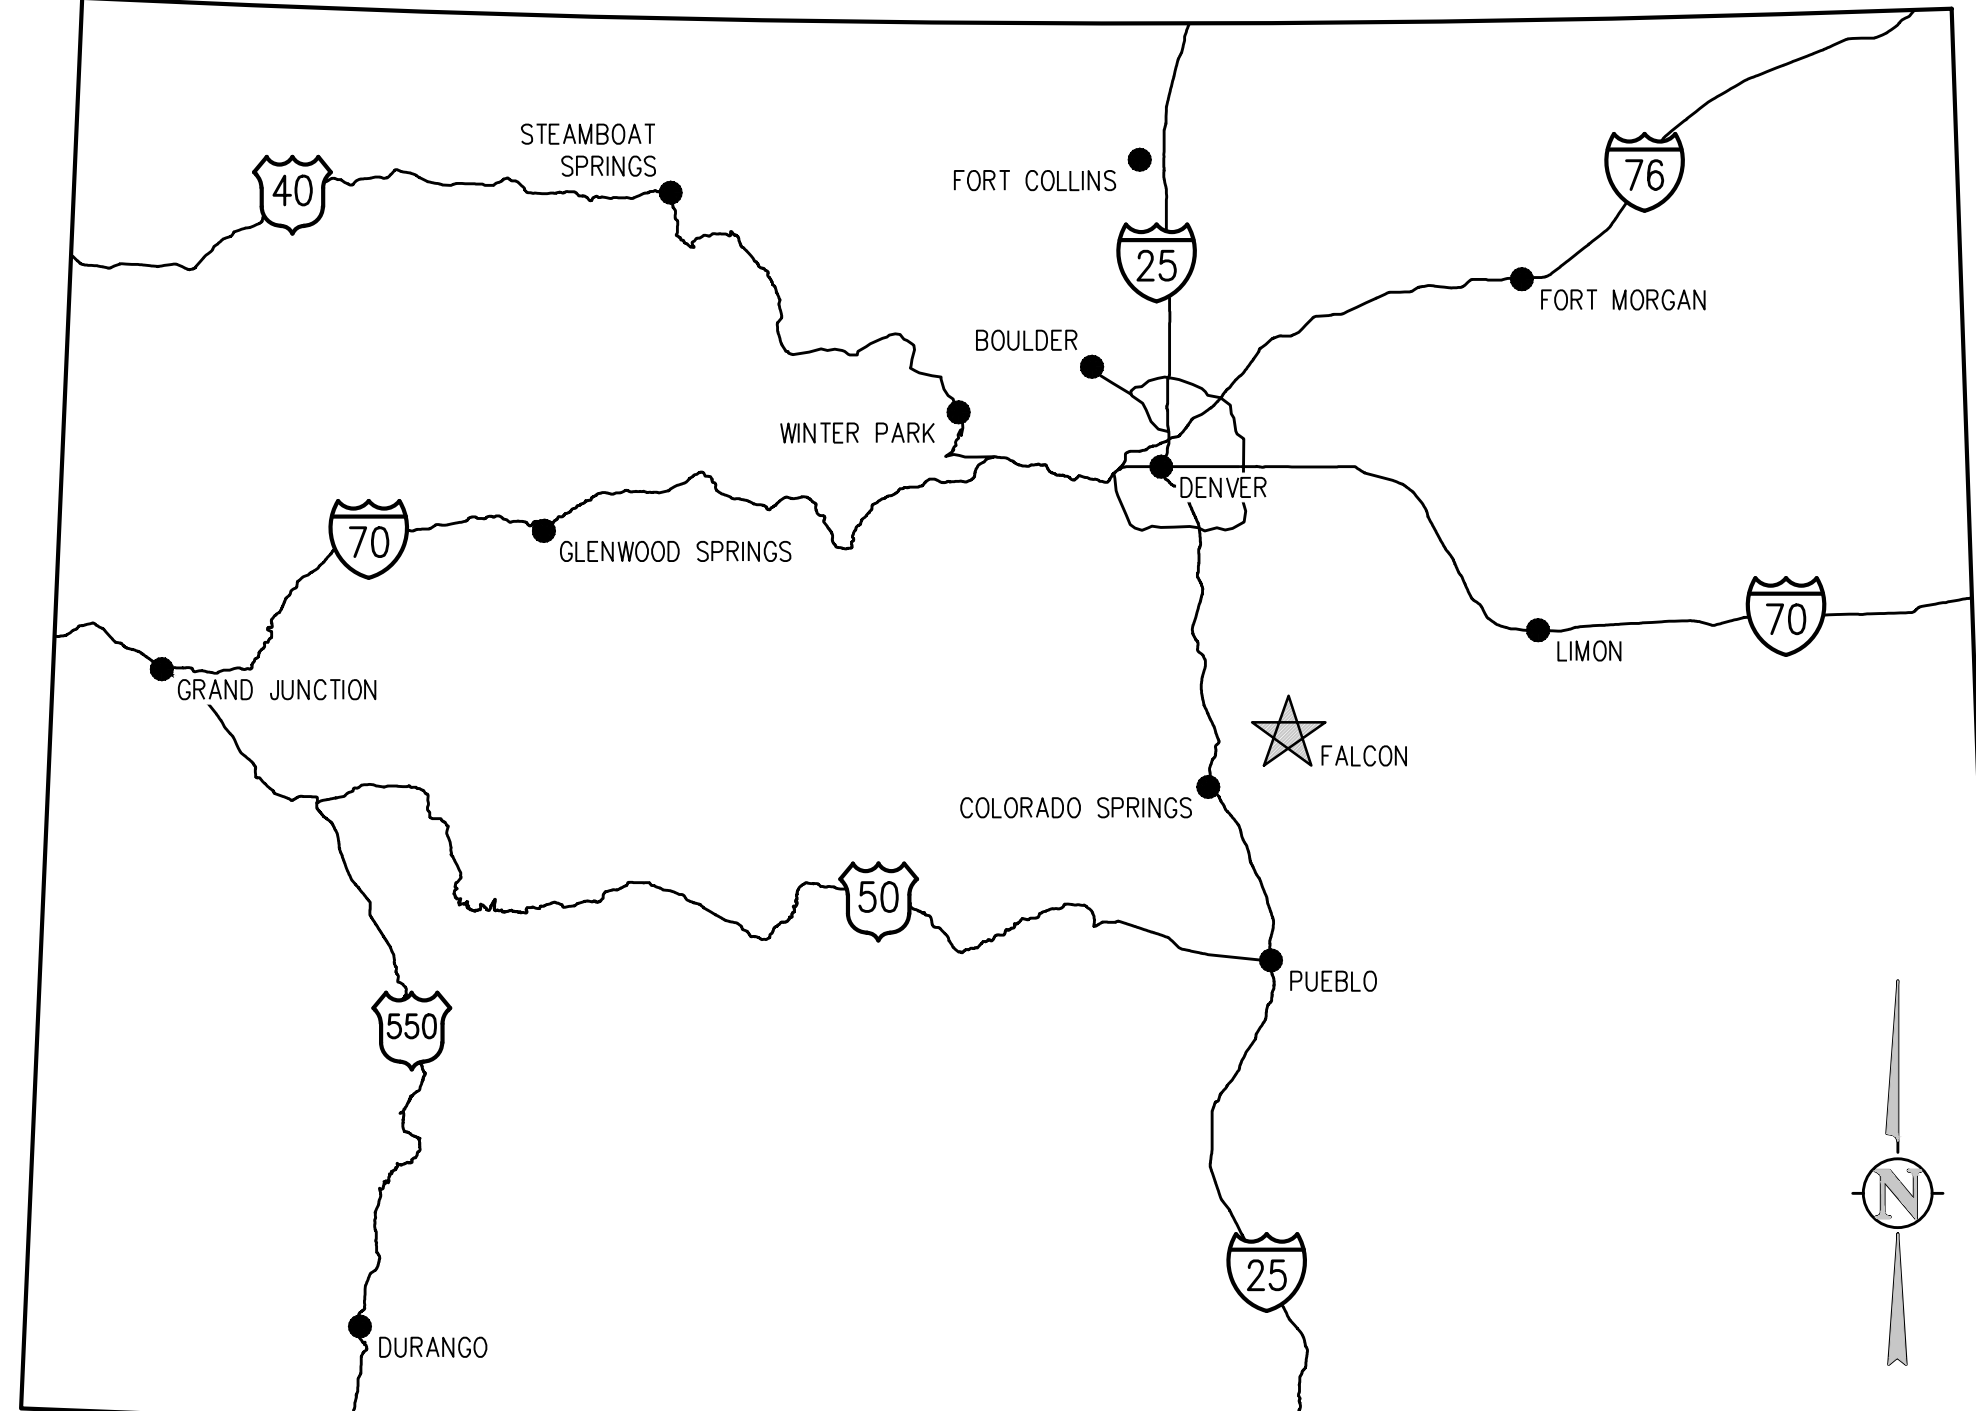 STEAMBOAT
SPRINGS
40
FORT COLLINS
76
25
FORT MORGAN
BOULDER
WINTER PARK
DENVER
70
GLENWOOD SPRINGS
70
LIMON
GRAND JUNCTION
FALCON
COLORADO SPRINGS
50
PUEBLO
550
N
25
DURANGO